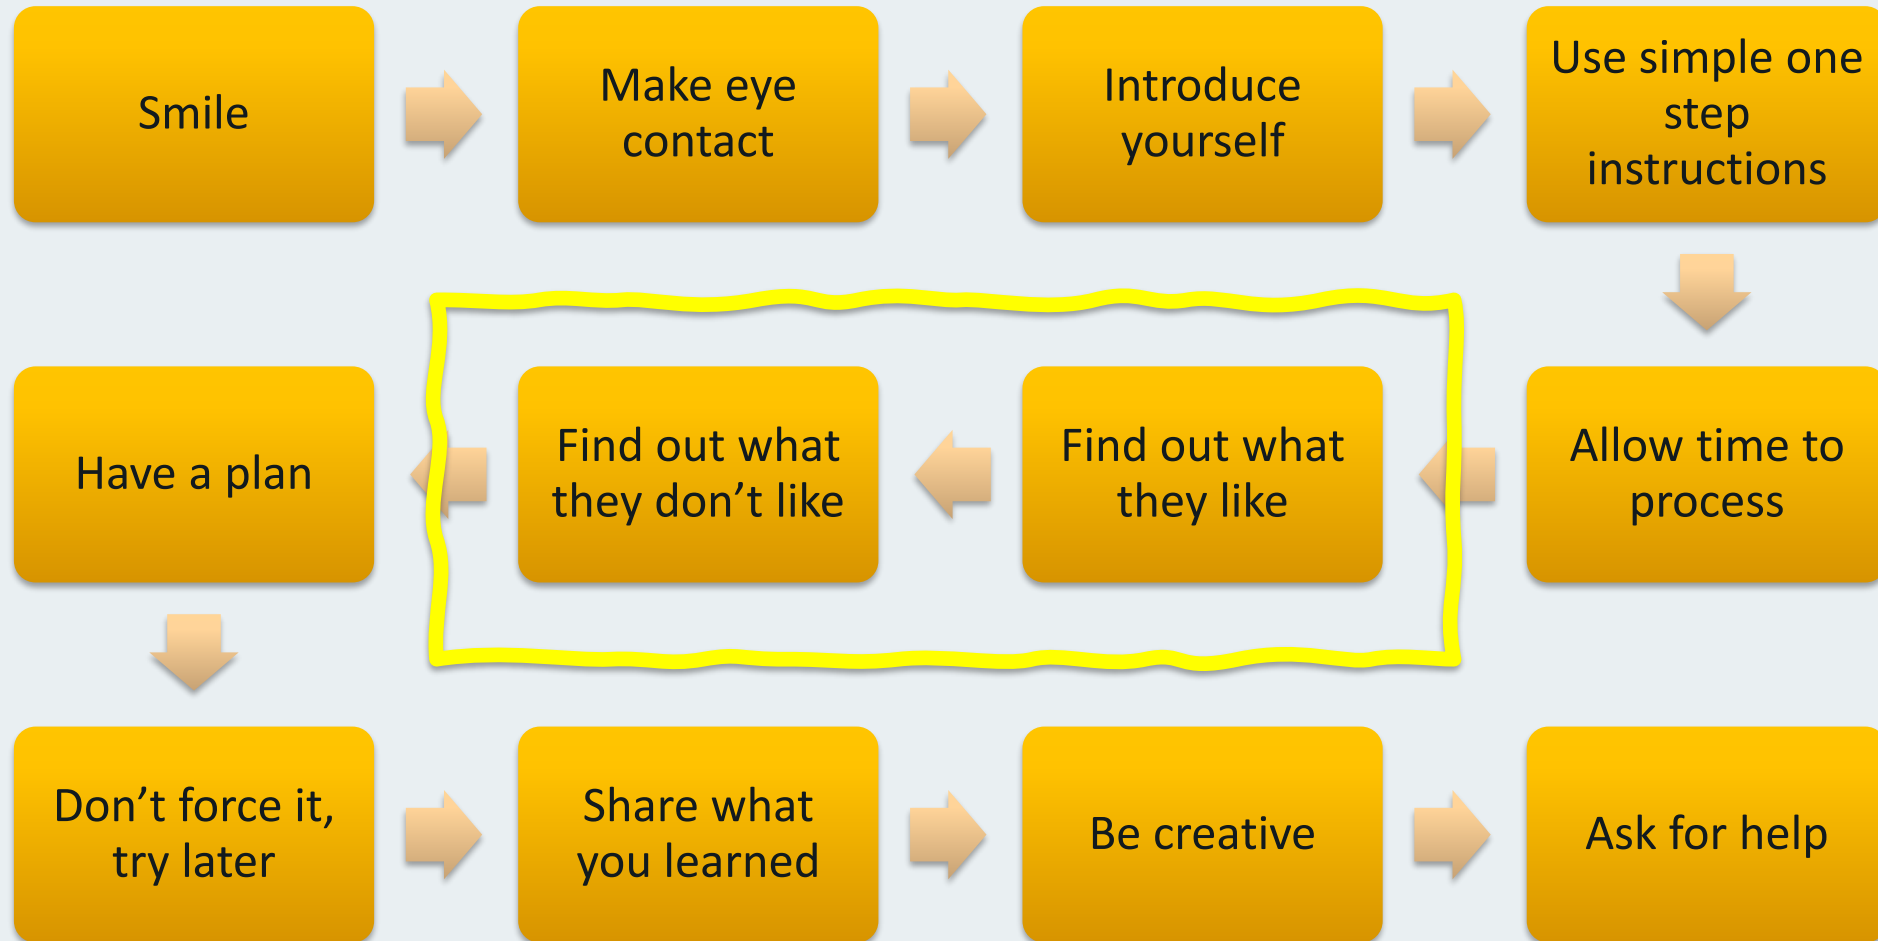 Smile
Make eye
contact
Introduce
yourself
Use simple one
step
instructions
Allow time to
process
Find out what
they like
Find out what
they don’t like
Have a plan
Don’t force it,
try later
Share what
you learned
Be creative
Ask for help